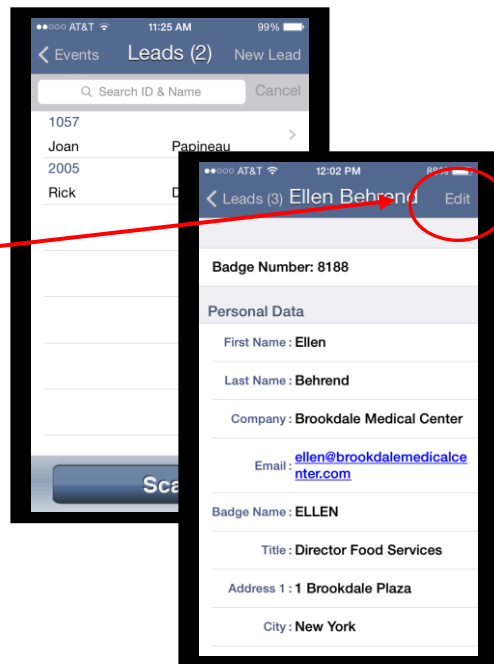 AT&T 11:25 AM 99%
Events Leads (2) New Lead
Search ID & Name Cancel
1057
Joan Papineau
2005
Rick
AT&T 12:02 PM
Leads (3) Ellen Behrend Edit
Badge Number: 8188
Personal Data
First Name : Ellen
Last Name : Behrend
Company : Brookdale Medical Center
Email : ellen@brookdalemedicalce
nter.com
Badge Name : ELLEN
Title : Director Food Services
Address 1 : 1 Brookdale Plaza
City : New York